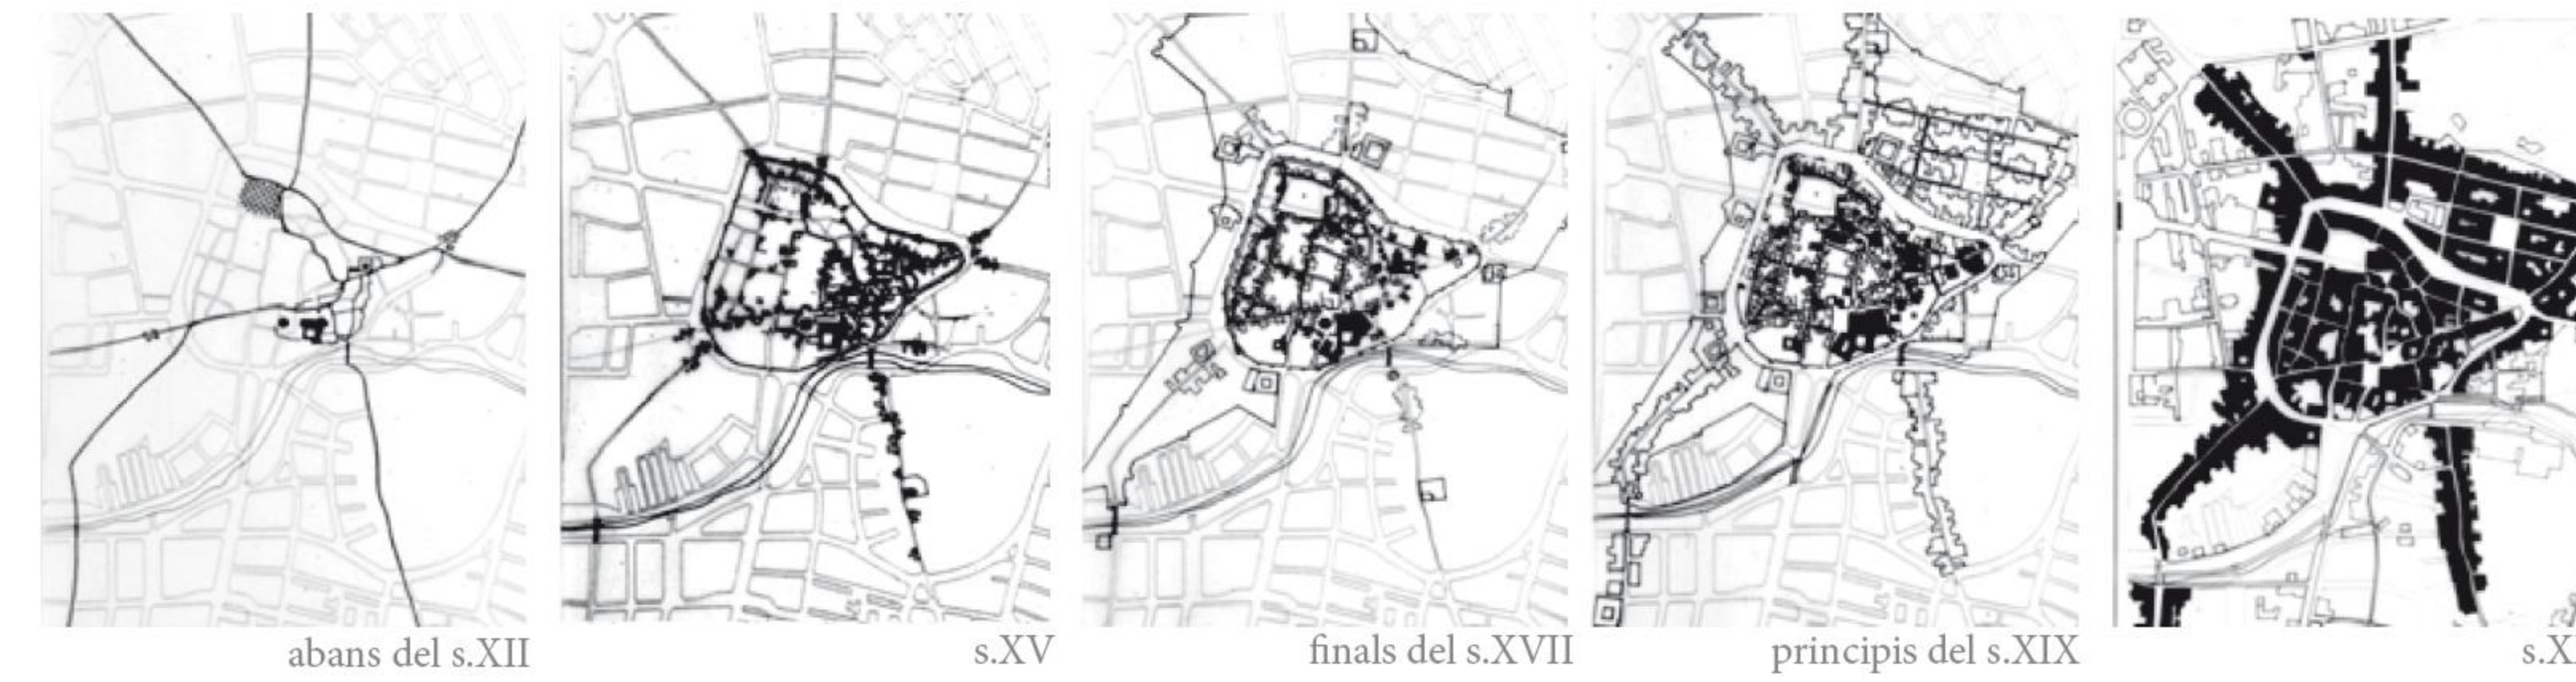 abans del s.XII
s.XV
finals del s.XVII
principis del s.XIX
s.X